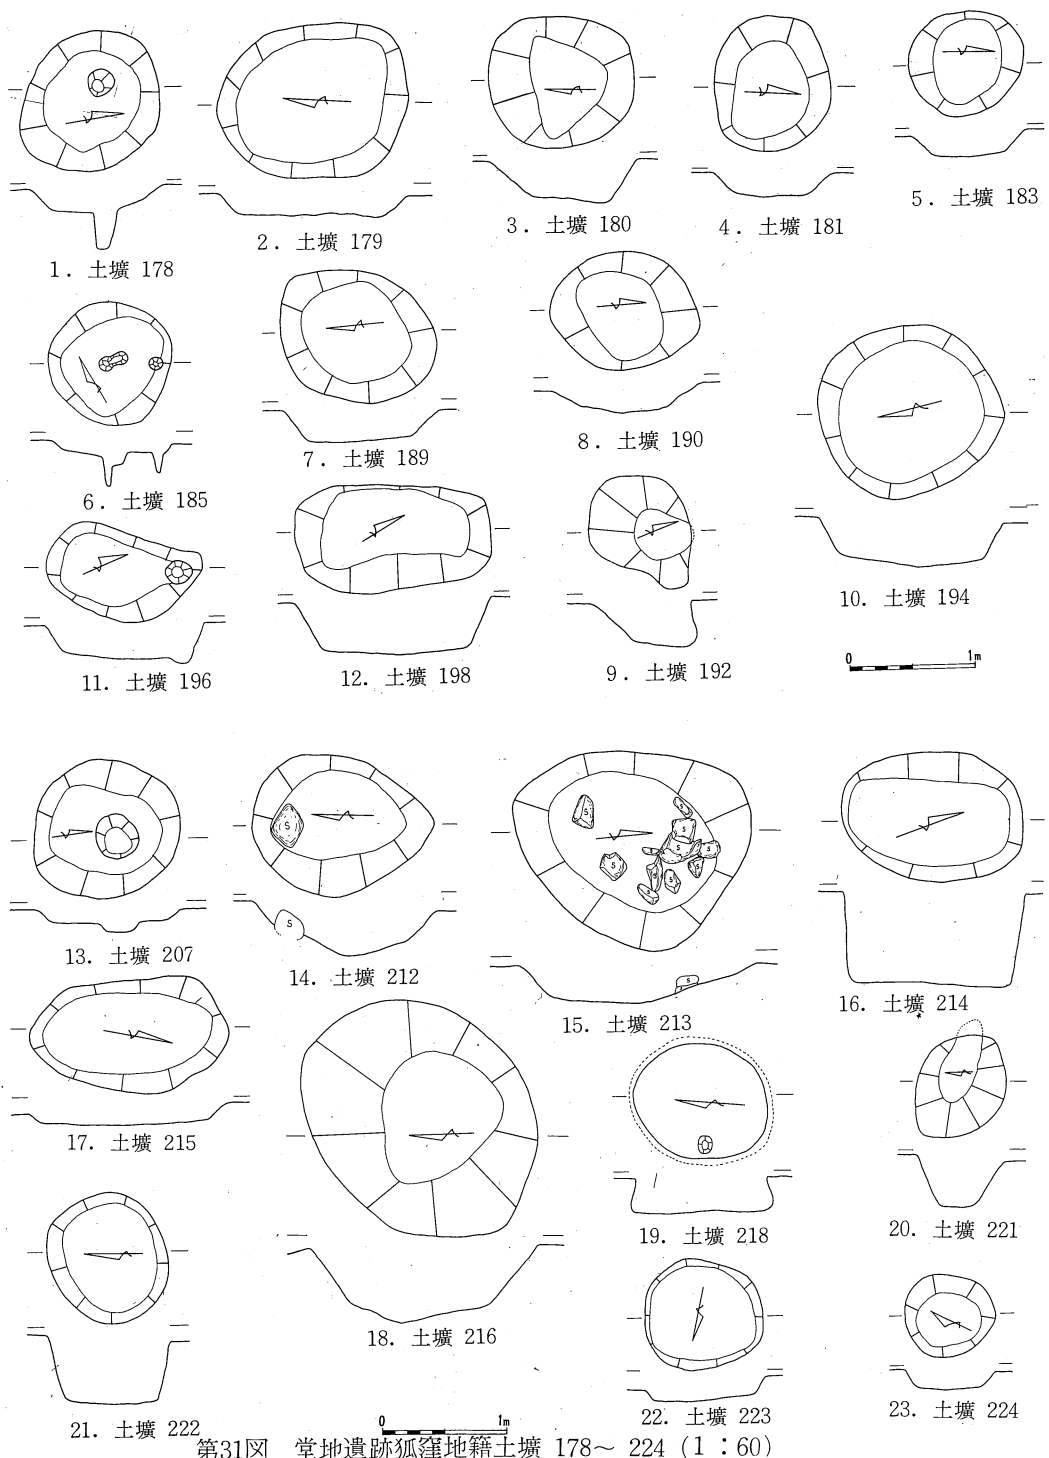 1. 土壙 178
2. 土壙 179
3. 土壙 180
4. 土壙 181
5. 土壙 183
6. 土壙 185
7. 土壙 189
8. 土壙 190
10. 土壙 194
11. 土壙 196
12. 土壙 198
9. 土壙 192
0 1m
S
S
S
S
S
S
S
S
S
S
S
S
S
S
13. 土壙 207
14. 土壙 212
15. 土壙 213
16. 土壙 214
17. 土壙 215
18. 土壙 216
19. 土壙 218
20. 土壙 221
21. 土壙 222
22. 土壙 223
23. 土壙 224
0 1m
第31図 堂地遺跡狐窪地籍土壙 178～ 224 (1：60)